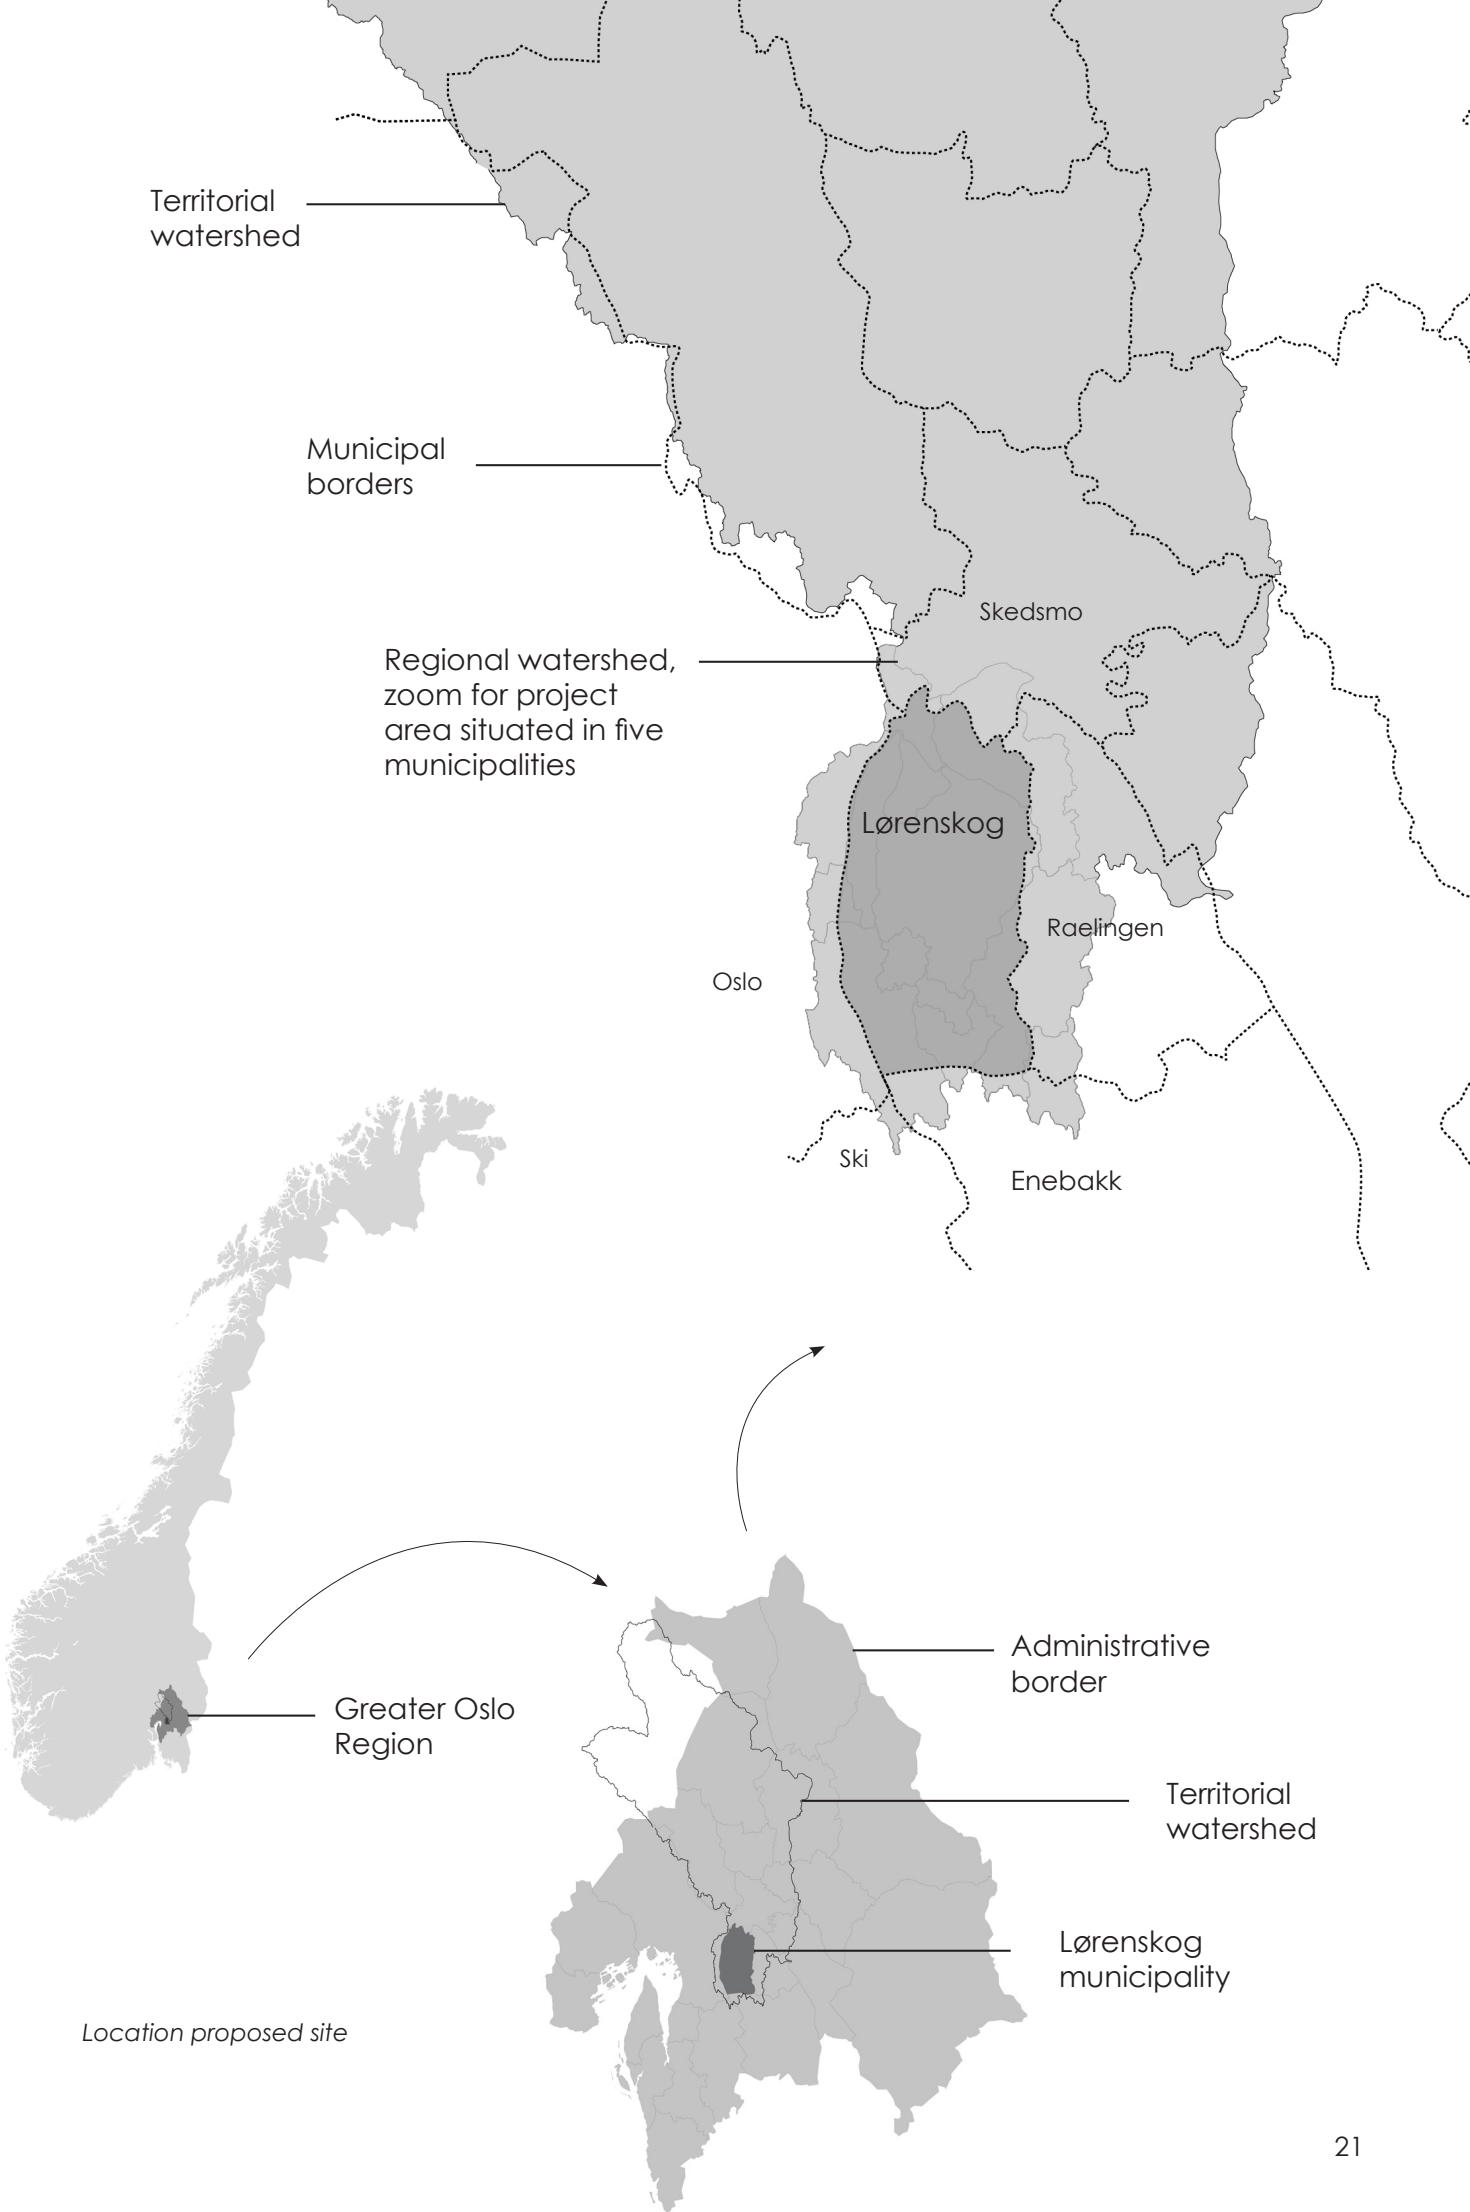 Territorial
watershed
Municipal
borders
Skedsmo
Regional watershed,
zoom for project
area situated in five
municipalities
Lørenskog
Raelingen
Oslo
Ski
Enebakk
Administrative
border
Greater Oslo
Region
Territorial
watershed
Lørenskog
municipality
Location proposed site
21